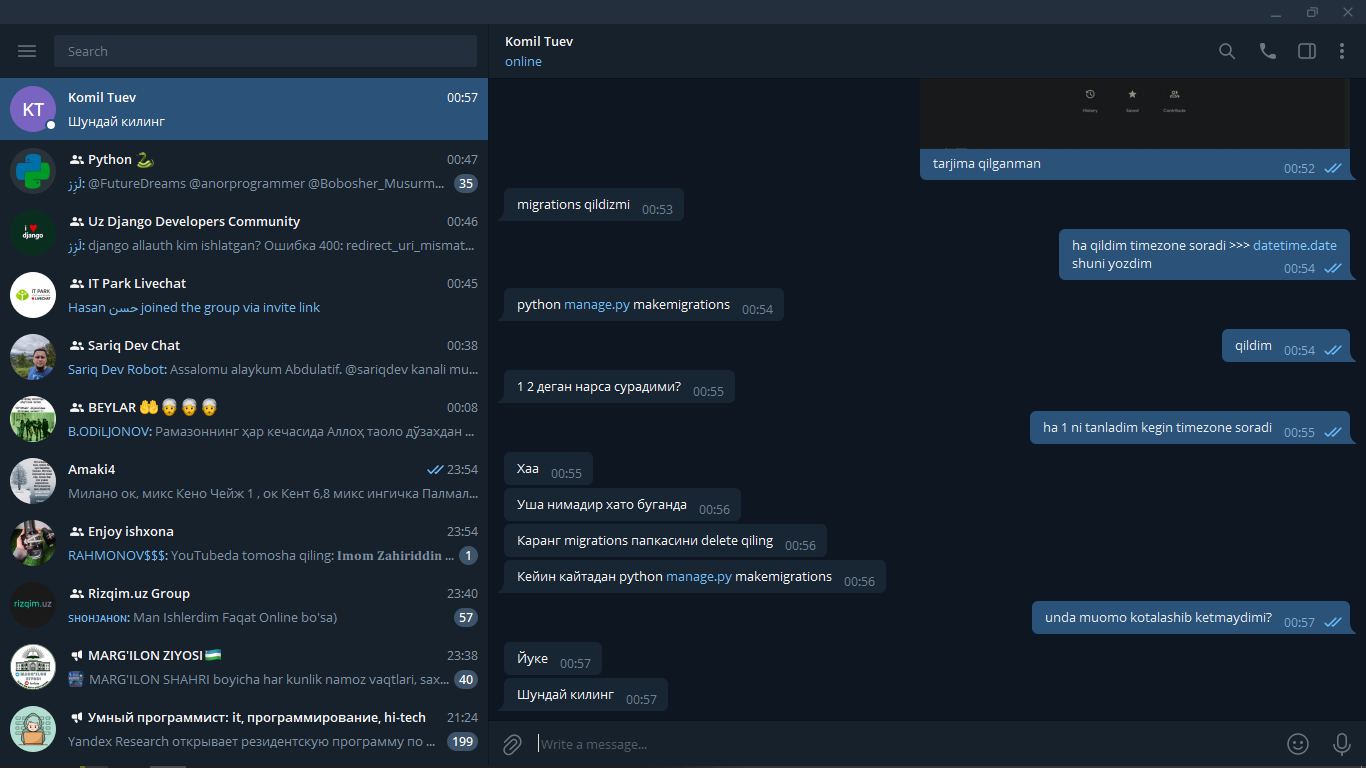 Search
Komil Tuev 00:57
Шундай килинг
Python 00:47
@FutureDreams @anorprogrammer @Bobosher_Musurm... 35
Uz Django Developers Community 00:46
django allauth kim ishlatgan? Ошибка 400: redirect_uri_mismat...
i
django
IT Park Livechat 00:45
Hasan حسن joined the group via invite link
IT PARK
Sariq Dev Chat 00:38
Sariq Dev Robot: Assalomu alaykum Abdulatif. @sariqdev kanali mu...
BEYLAR 00:08
B.ODiLJONOV: Рамазоннинг ҳар кечасида Аллоҳ таоло дўзахдан ...
Amaki4 23:54
Милано ок, микс Кено Чейж 1 , ок Кент 6,8 микс ингичка Палмал...
Enjoy ishxona 23:54
RAHMONOV$$$: YouTubeda tomosha qiling: Imom Zahiriddin ... 1
Rizqim.uz Group 23:40
sʜᴏʜᴊᴀʜᴏɴ: Man Ishlerdim Faqat Online bo'sa) 57
rizqim.uz
MARG'ILON ZIYOSI 23:38
MARG'ILON SHAHRI boyicha har kunlik namoz vaqtlari, sax... 40
Умный программист: it, программирование, hi-tech 21:24
Yandex Research открывает резидентскую программу по ... 199
KT
Komil Tuev
online
History Saved Contribute
tarjima qilganman 00:52
migrations qildizmi 00:53
ha qildim timezone soradi >>> datetime.date
shuni yozdim 00:54
python manage.py makemigrations 00:54
qildim 00:54
1 2 деган нарса сурадими? 00:55
ha 1 ni tanladim kegin timezone soradi 00:55
Хаа 00:55
Уша нимадир хато буганда 00:56
Каранг migrations папкасини delete qiling 00:56
Кейин кайтадан python manage.py makemigrations 00:56
unda muomo kotalashib ketmaydimi? 00:57
Йуке 00:57
Шундай килинг 00:57
Write a message...